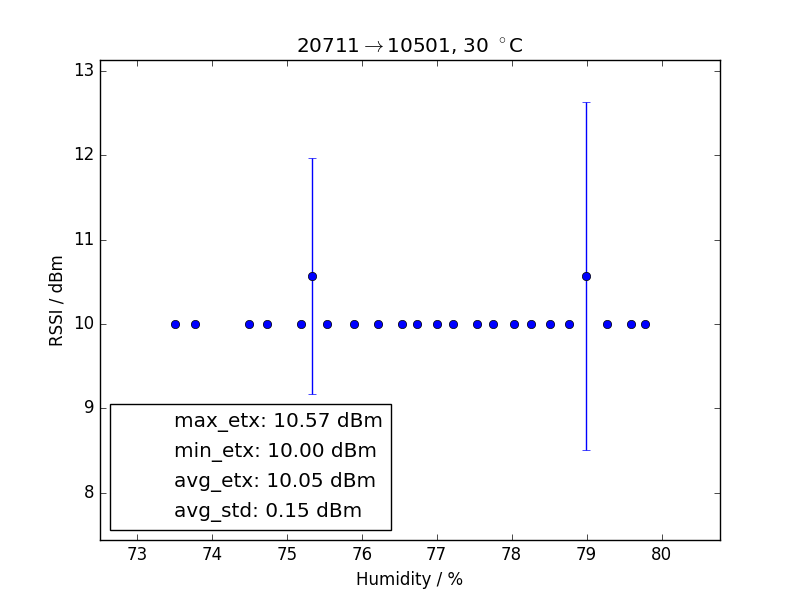 20711→10501, 30 °C
13
12
11
10
9
8
RSSI / dBm
max_etx: 10.57 dBm
min_etx: 10.00 dBm
avg_etx: 10.05 dBm
avg_std: 0.15 dBm
73 74 75 76 77 78 79 80
Humidity / %